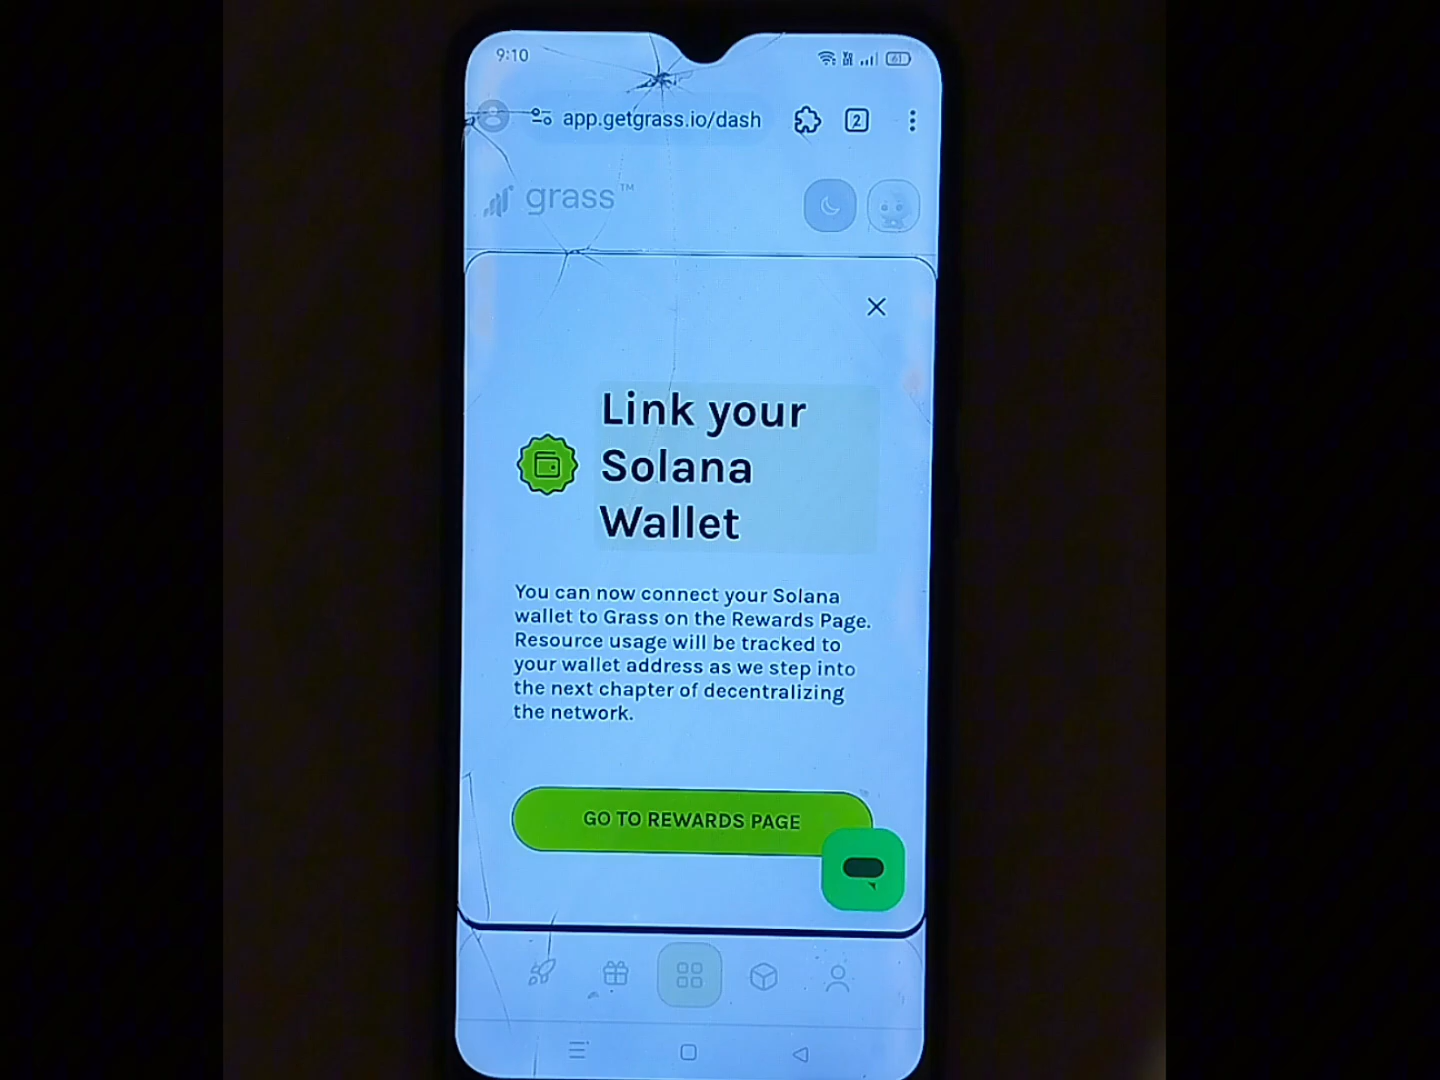 9:10
61
app.getgrass.io/dash
2
grass™
Link your
Solana
Wallet
You can now connect your Solana
wallet to Grass on the Rewards Page.
Resource usage will be tracked to
your wallet address as we step into
the next chapter of decentralizing
the network.
GO TO REWARDS PAGE